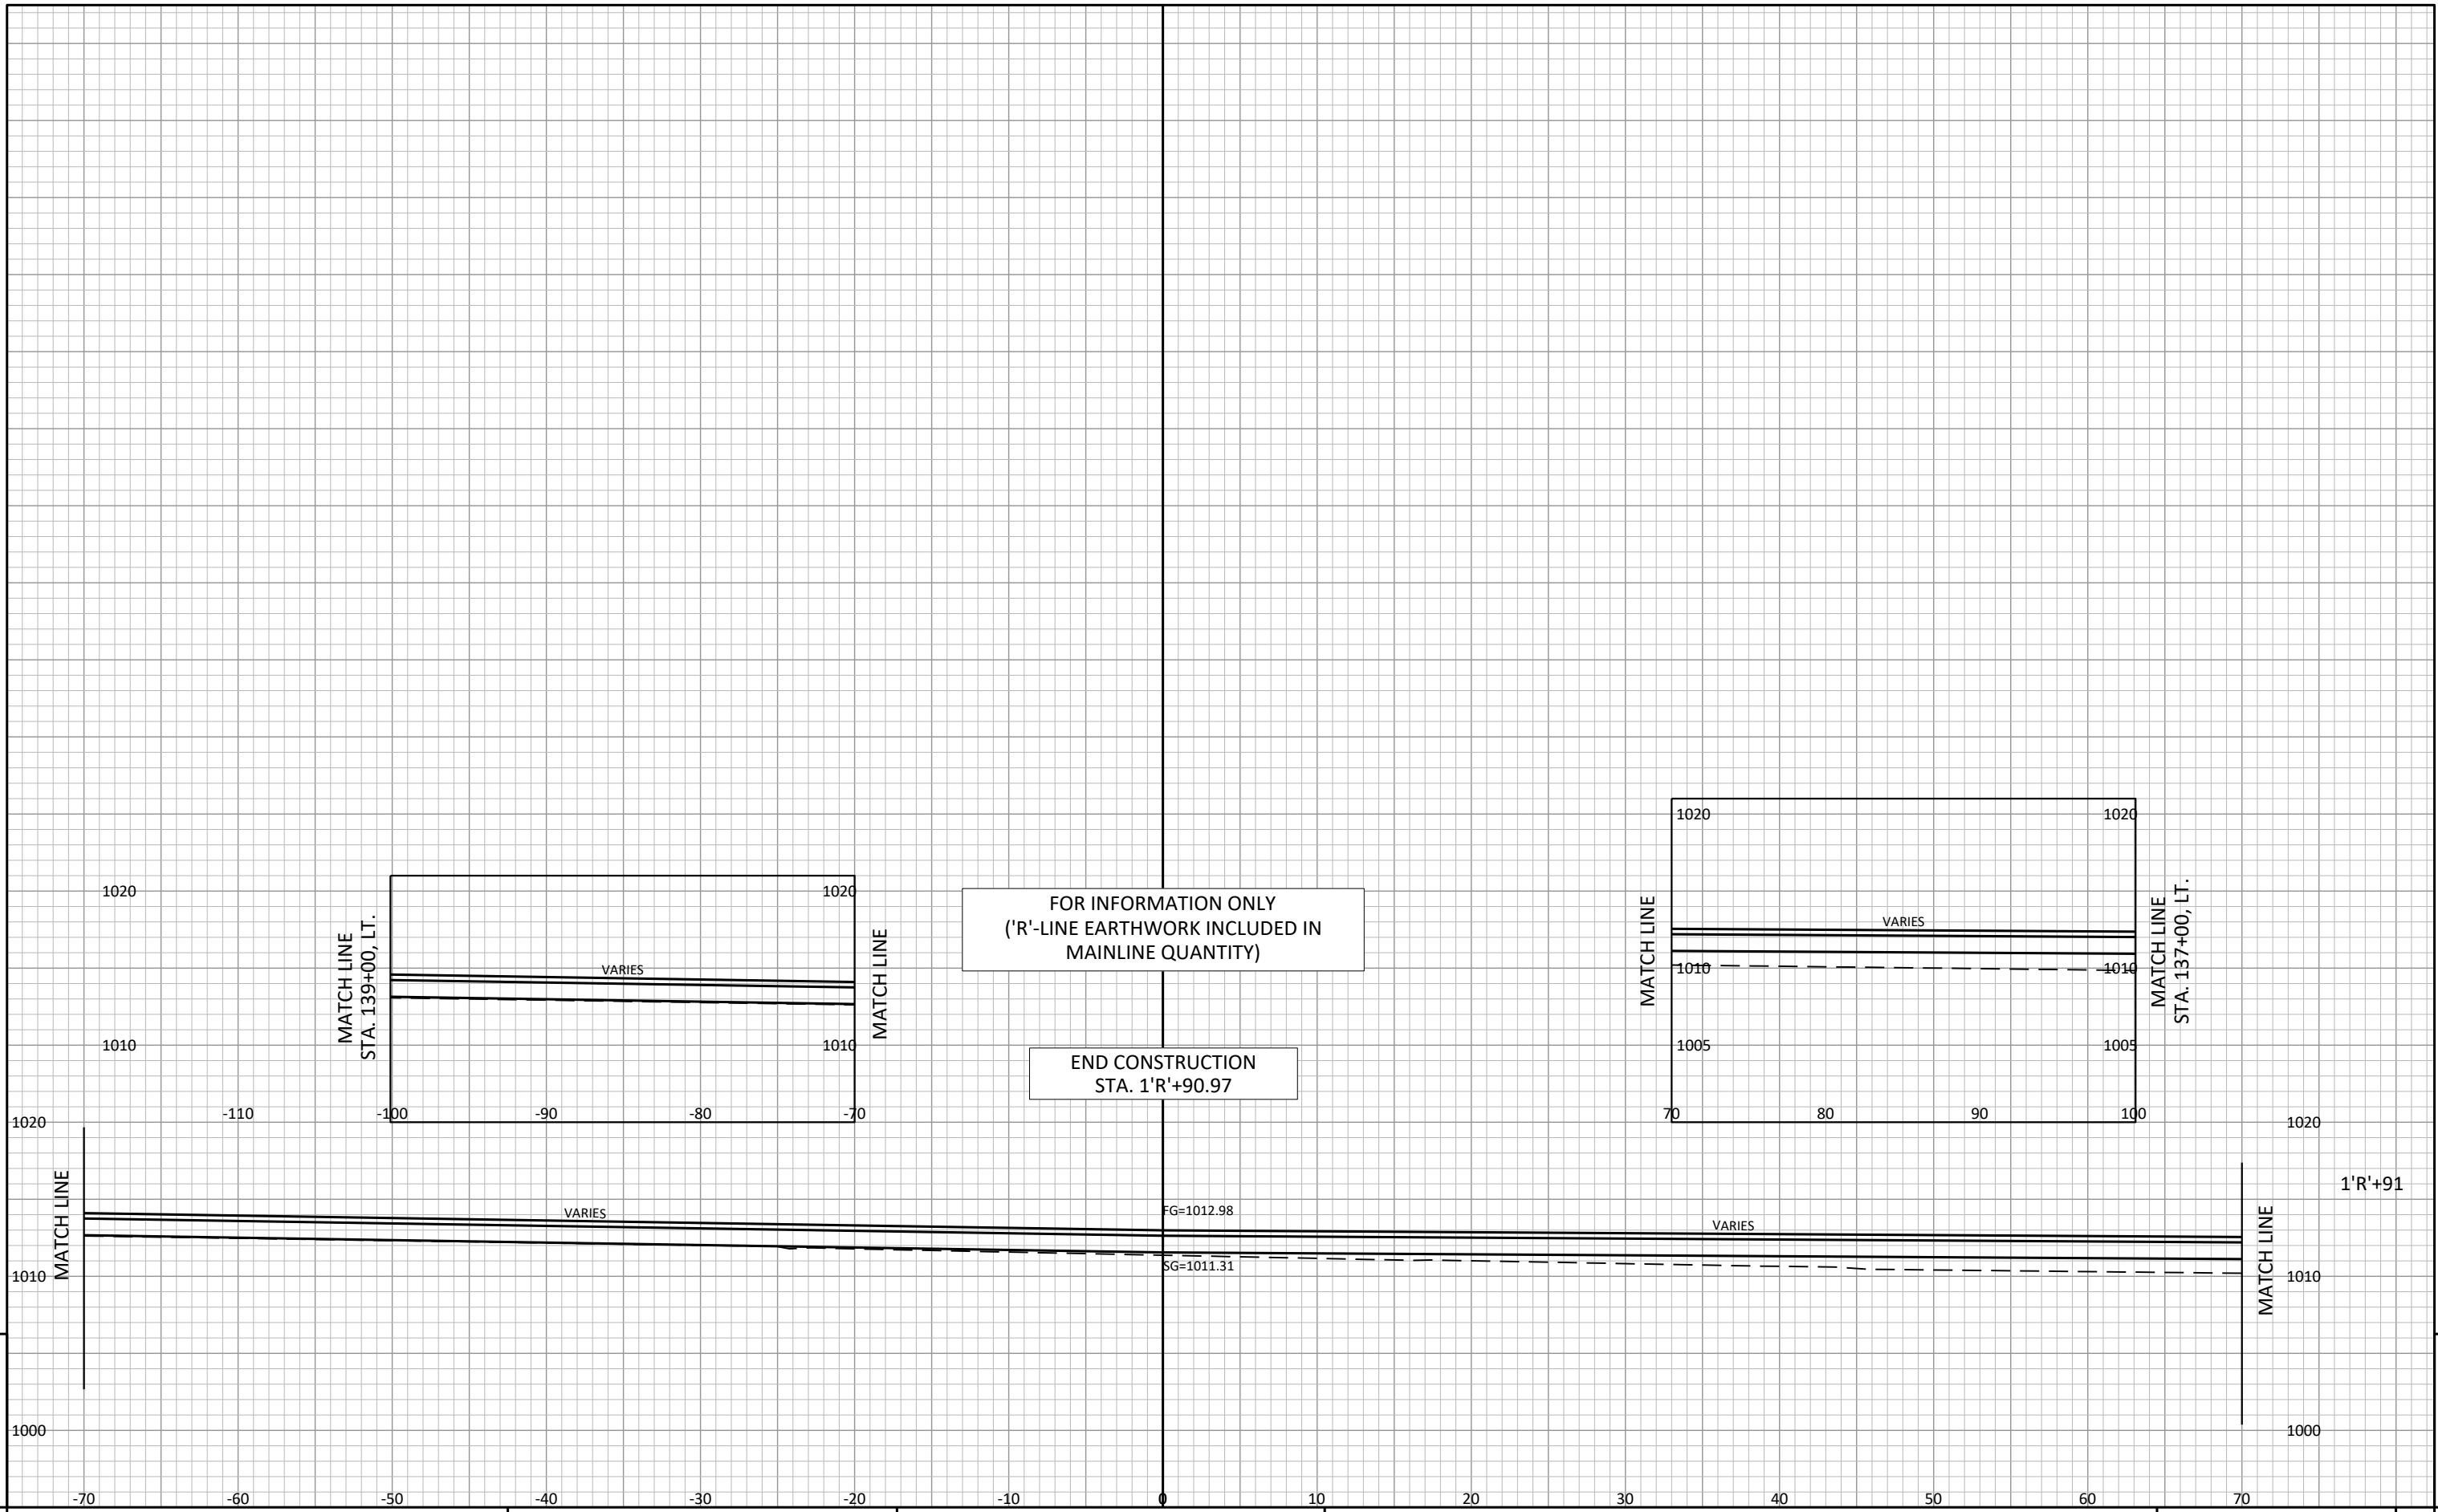 1020
1020
1020
1020
FOR INFORMATION ONLY
('R'-LINE EARTHWORK INCLUDED IN
MAINLINE QUANTITY)
VARIES
VARIES
MATCH LINE
STA. 139+00, LT.
MATCH LINE
MATCH LINE
MATCH LINE
STA. 137+00, LT.
1010
1010
1010
1010
1005
1005
END CONSTRUCTION
STA. 1'R'+90.97
-110
-100
-90
-80
-70
70
80
90
100
1020
1020
MATCH LINE
1'R'+91
VARIES
FG=1012.98
VARIES
MATCH LINE
SG=1011.31
1010
1010
1000
1000
-70
-60
-50
-40
-30
-20
-10
0
10
20
30
40
50
60
70